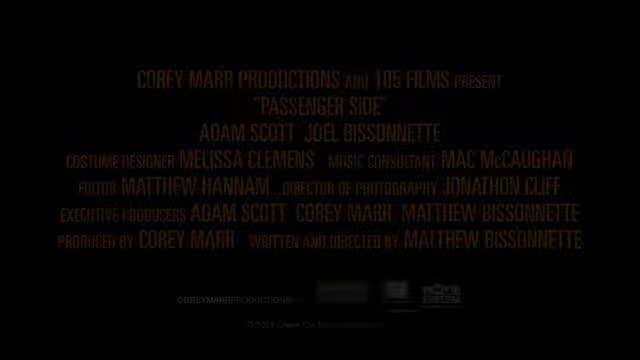 COREY MARR PRODUCTIONS AND 105 FILMS PRESENT
"PASSENGER SIDE"
ADAM SCOTT JOEL BISSONNETTE
COSTUME DESIGNER MELISSA CLEMENS MUSIC CONSULTANT MAC McCAUGHAN
EDITOR MATTHEW HANNAM DIRECTOR OF PHOTOGRAPHY JONATHON CLIFF
EXECUTIVE PRODUCERS ADAM SCOTT COREY MARR MATTHEW BISSONNETTE
PRODUCED BY COREY MARR WRITTEN AND DIRECTED BY MATTHEW BISSONNETTE